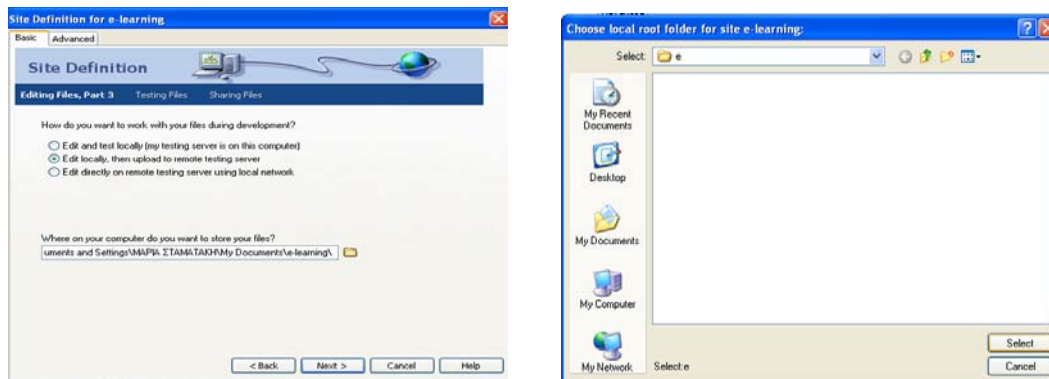 Site Definition for e-learning
Basic Advanced
Site Definition
Editing Files, Part 3 Testing Files Sharing Files
How do you want to work with your files during development?
Edit and test locally (my testing server is on this computer)
Edit locally, then upload to remote testing server
Edit directly on remote testing server using local network.
Where on your computer do you want to store your files?
uments and Settings\ΜΑΡΙΑ ΣΤΑΜΑΤΑΚΗ\My Documents\e-learning\
< Back Next > Cancel Help
Choose local root folder for site e-learning:
Select: e
My Recent
Documents
Desktop
My Documents
My Computer
My Network
Select:e
Select
Cancel